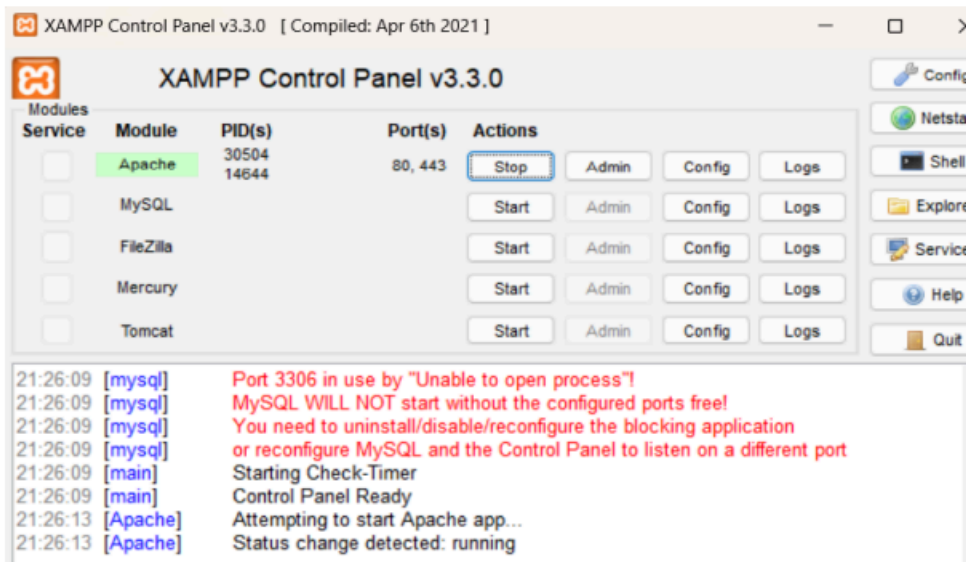 XAMPP Control Panel v3.3.0 [ Compiled: Apr 6th 2021 ]
XAMPP Control Panel v3.3.0
Config
Modules
Service Module PID(s) Port(s) Actions
Netsta
Apache 30504 14644 80, 443 Stop Admin Config Logs
Shell
MySQL Start Admin Config Logs
Explore
FileZilla Start Admin Config Logs
Service
Mercury Start Admin Config Logs
Help
Tomcat Start Admin Config Logs
Quit
21:26:09 [mysql] Port 3306 in use by "Unable to open process"!
21:26:09 [mysql] MySQL WILL NOT start without the configured ports free!
21:26:09 [mysql] You need to uninstall/disable/reconfigure the blocking application
21:26:09 [mysql] or reconfigure MySQL and the Control Panel to listen on a different port
21:26:09 [main] Starting Check-Timer
21:26:09 [main] Control Panel Ready
21:26:13 [Apache] Attempting to start Apache app...
21:26:13 [Apache] Status change detected: running